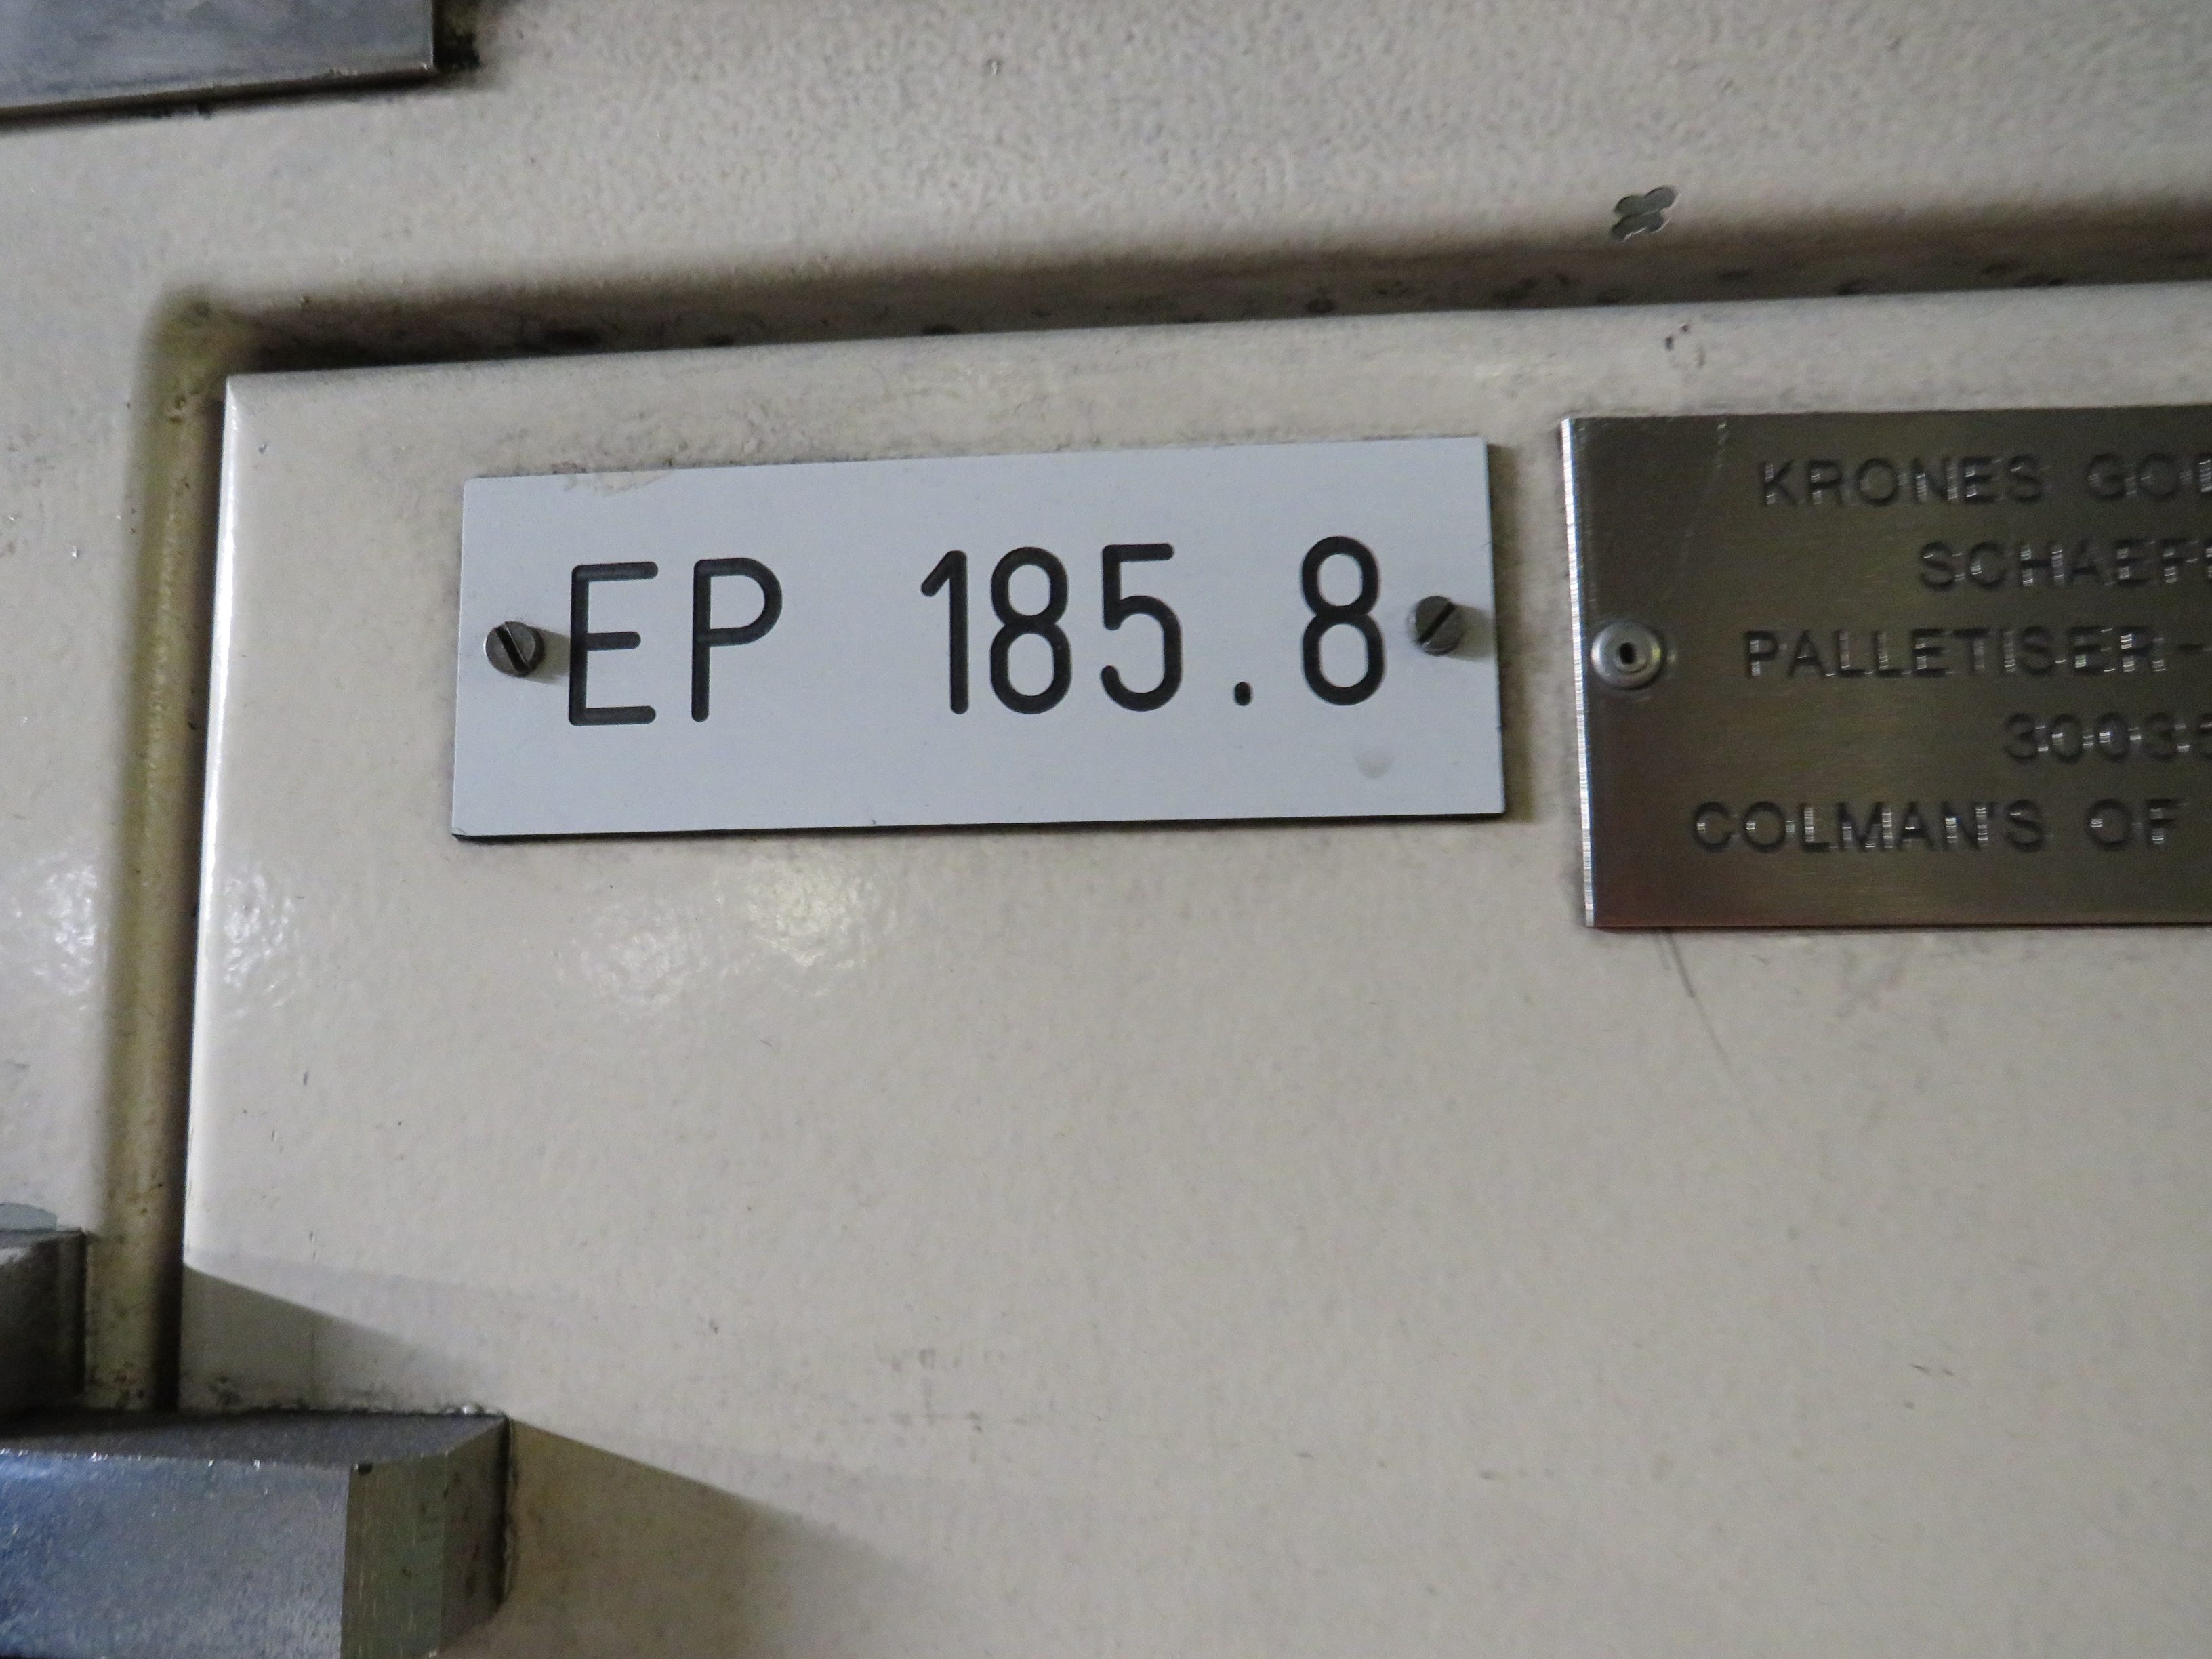 EP 185.8
KRONES
PALLETISER-
COLMAN'S OF